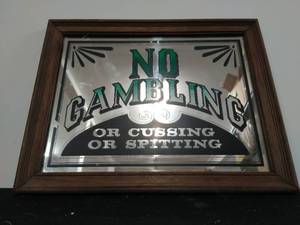 NO
GAMBLING
OR CUSSING
OR SPITTING